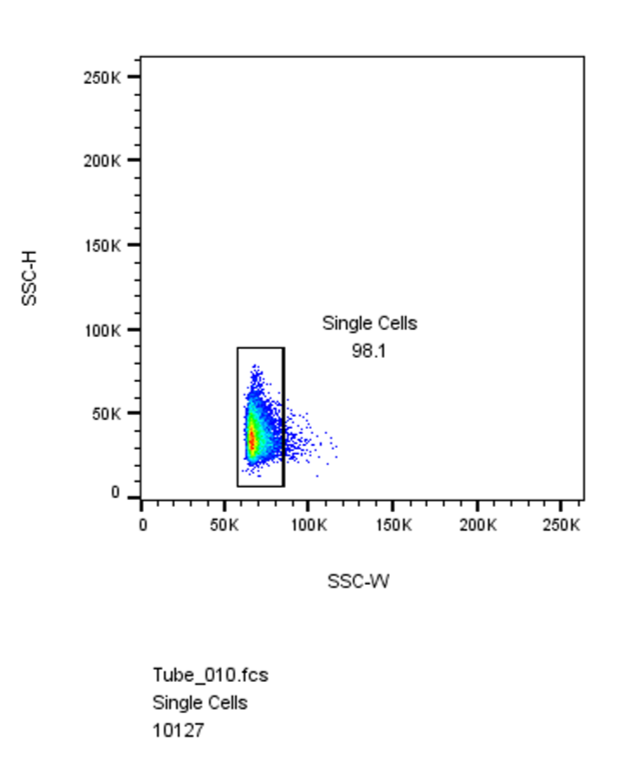 250K
200K
150K
100K
50K
0
SSC-H
Single Cells
98.1
0 50K 100K 150K 200K 250K
SSC-W
Tube_010.fcs
Single Cells
10127